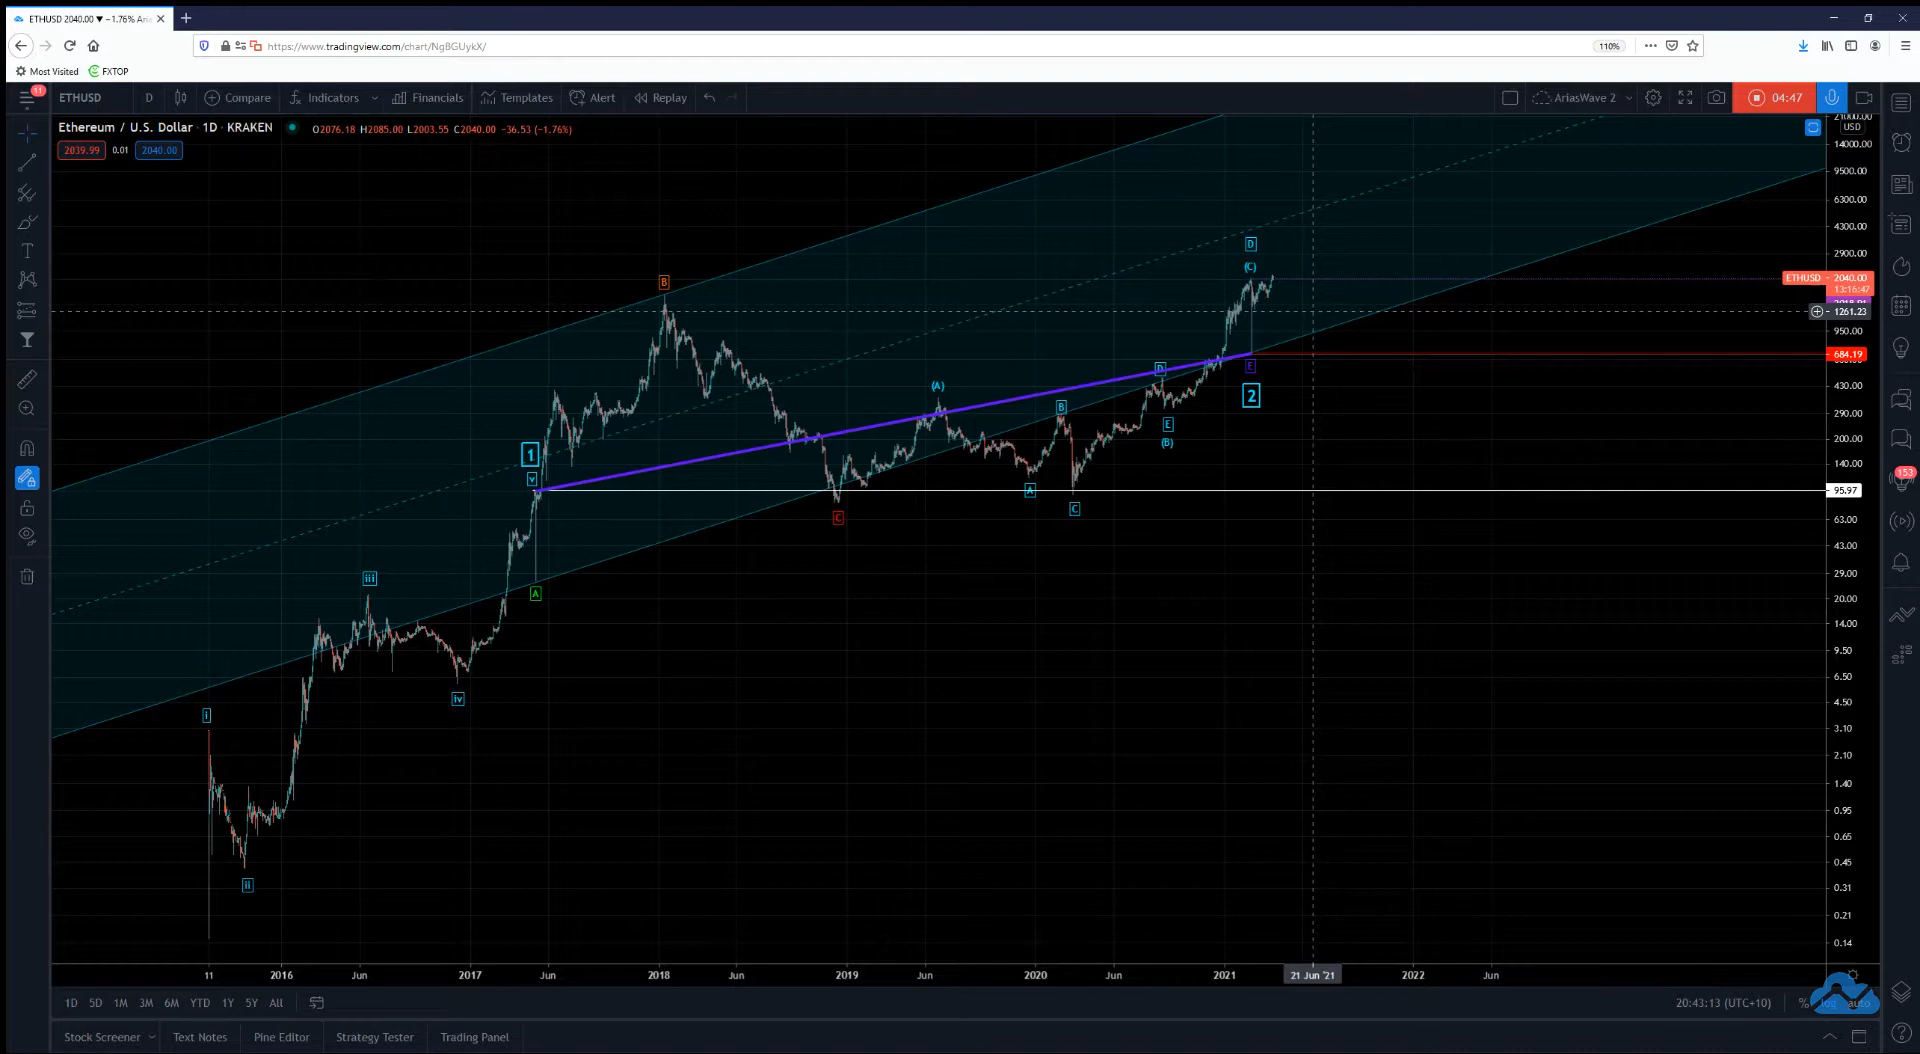 ETHUSD 2040.00 ▼ −1.76% Aria
https://www.tradingview.com/chart/NgBGUykX/
110%
Most Visited
FXTOP
11
ETHUSD
D
Compare
Indicators
Financials
Templates
Alert
Replay
AriasWave 2
04:47
Ethereum / U.S. Dollar · 1D · KRAKEN
O2076.18 H2085.00 L2003.55 C2040.00 −36.53 (−1.76%)
2039.99
0.01
2040.00
21000.00
USD
14000.00
9500.00
6300.00
4300.00
2900.00
ETHUSD
2040.00
13:16:47
1261.23
950.00
684.19
430.00
290.00
200.00
140.00
95.97
63.00
43.00
29.00
20.00
14.00
9.50
6.50
4.50
3.10
2.10
1.40
0.95
0.65
0.45
0.31
0.21
0.14
153
D
(C)
B
E
2
D
(A)
B
E
(B)
1
v
A
C
C
A
iii
iv
i
ii
11
2016
Jun
2017
Jun
2018
Jun
2019
Jun
2020
Jun
2021
21 Jun '21
2022
Jun
1D
5D
1M
3M
6M
YTD
1Y
5Y
All
20:43:13 (UTC+10)
%
log
auto
Stock Screener
Text Notes
Pine Editor
Strategy Tester
Trading Panel